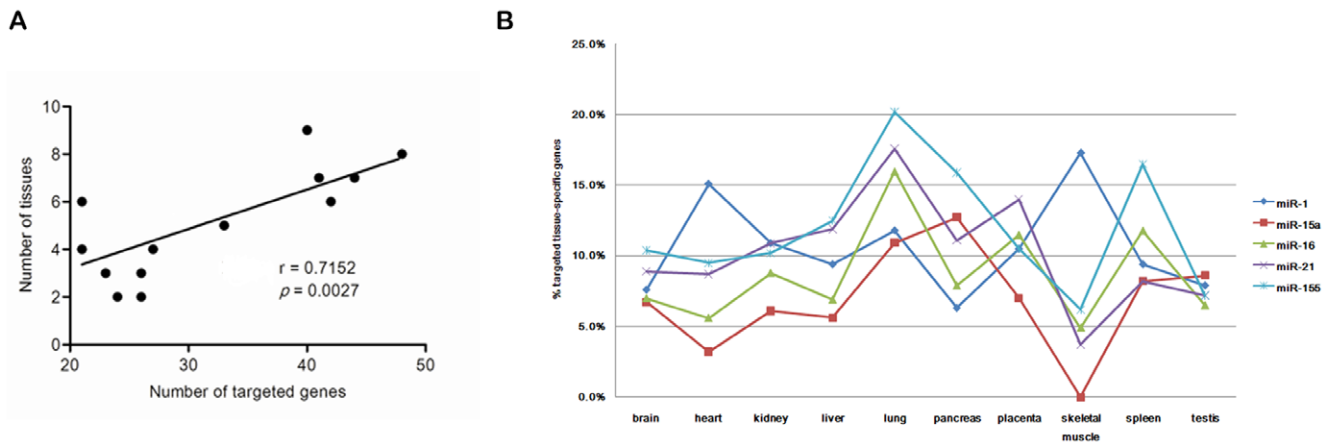 A
Number of tissues
10
8
6
4
2
0
r = 0.7152
p = 0.0027
20
30
40
50
Number of targeted genes
B
% targeted tissue-specific genes
25.0%
20.0%
15.0%
10.0%
5.0%
0.0%
brain
heart
kidney
liver
lung
pancreas
placenta
skeletal
muscle
spleen
testis
miR-1
miR-15a
miR-16
miR-21
miR-155